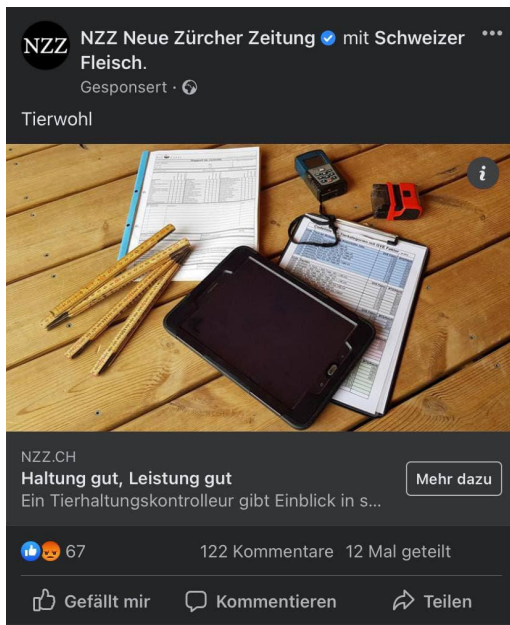 NZZ
NZZ Neue Zürcher Zeitung mit Schweizer
Fleisch.
Gesponsert ·
Tierwohl
i
NZZ.CH
Haltung gut, Leistung gut
Ein Tierhaltungskontrolleur gibt Einblick in s...
Mehr dazu
67
122 Kommentare 12 Mal geteilt
Gefällt mir
Kommentieren
Teilen